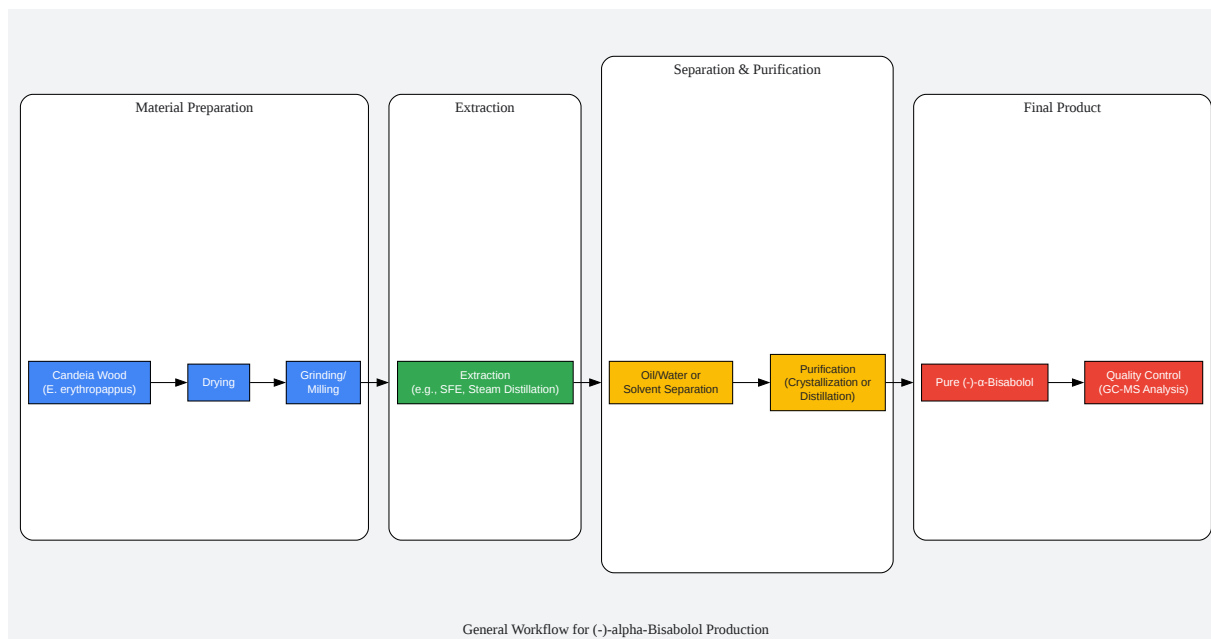 Material Preparation
Candeia Wood
(E. erythropappus)
Drying
Grinding/
Milling
Extraction
Extraction
(e.g., SFE, Steam Distillation)
Separation & Purification
Oil/Water or
Solvent Separation
Purification
(Crystallization or
Distillation)
Final Product
Pure (-)-α-Bisabolol
Quality Control
(GC-MS Analysis)
General Workflow for (-)-alpha-Bisabolol Production